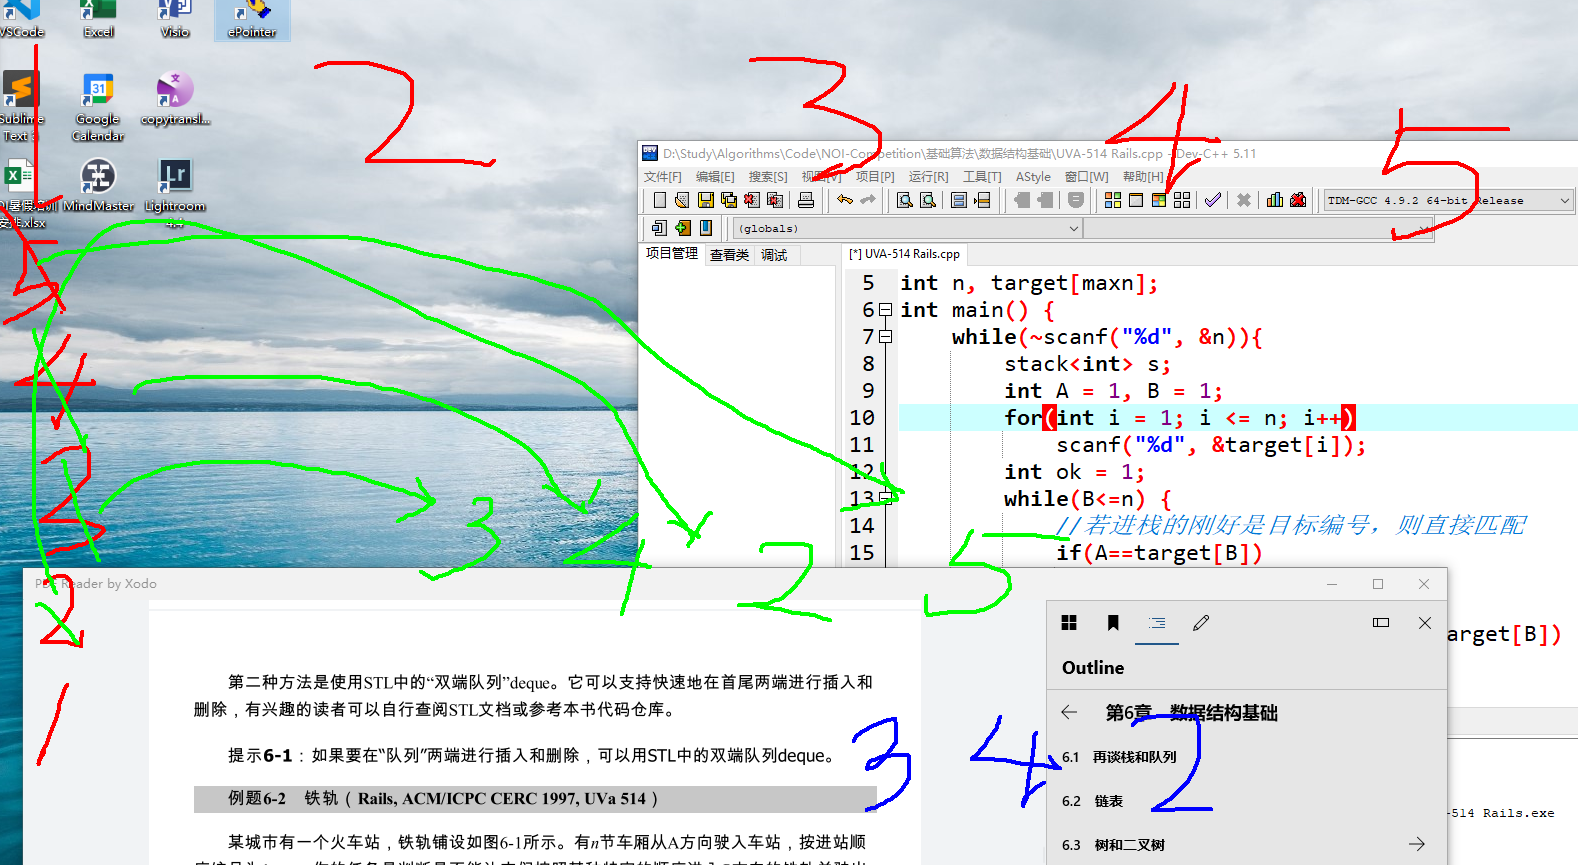 VSCode
Excel
Visio
ePointer
Sublime
Text
Google
Calendar
copytransl...
MindMaster
Lightroom
1
2
3
4
5
D:\Study\Algorithms\Code\NOI-Competition\基础算法\数据结构基础\UVA-514 Rails.cpp - Dev-C++ 5.11
文件[F] 编辑[E] 搜索[S] 视图[V] 项目[P] 运行[R] 工具[T] AStyle 窗口[W] 帮助[H]
TDM-GCC 4.9.2 64-bit Release
(globals)
项目管理 查看类 调试
[*] UVA-514 Rails.cpp
5 int n, target[maxn];
6 int main() {
7 while(~scanf("%d", &n)){
8 stack<int> s;
9 int A = 1, B = 1;
10 for(int i = 1; i <= n; i++)
11 scanf("%d", &target[i]);
12 int ok = 1;
13 while(B<=n) {
14 //若进栈的刚好是目标编号，则直接匹配
15 if(A==target[B])
arget[B])
5
4
3
2
1
3
4
2
5
PDF Reader by Xodo
第二种方法是使用STL中的“双端队列”deque。它可以支持快速地在首尾两端进行插入和
删除，有兴趣的读者可以自行查阅STL文档或参考本书代码仓库。
提示6-1：如果要在“队列”两端进行插入和删除，可以用STL中的双端队列deque。
例题6-2 铁轨（Rails, ACM/ICPC CERC 1997, UVa 514）
某城市有一个火车站，铁轨铺设如图6-1所示。有n节车厢从A方向驶入车站，按进站顺
3 4 2
Outline
第6章 数据结构基础
6.1 再谈栈和队列
6.2 链表
6.3 树和二叉树
-514 Rails.exe